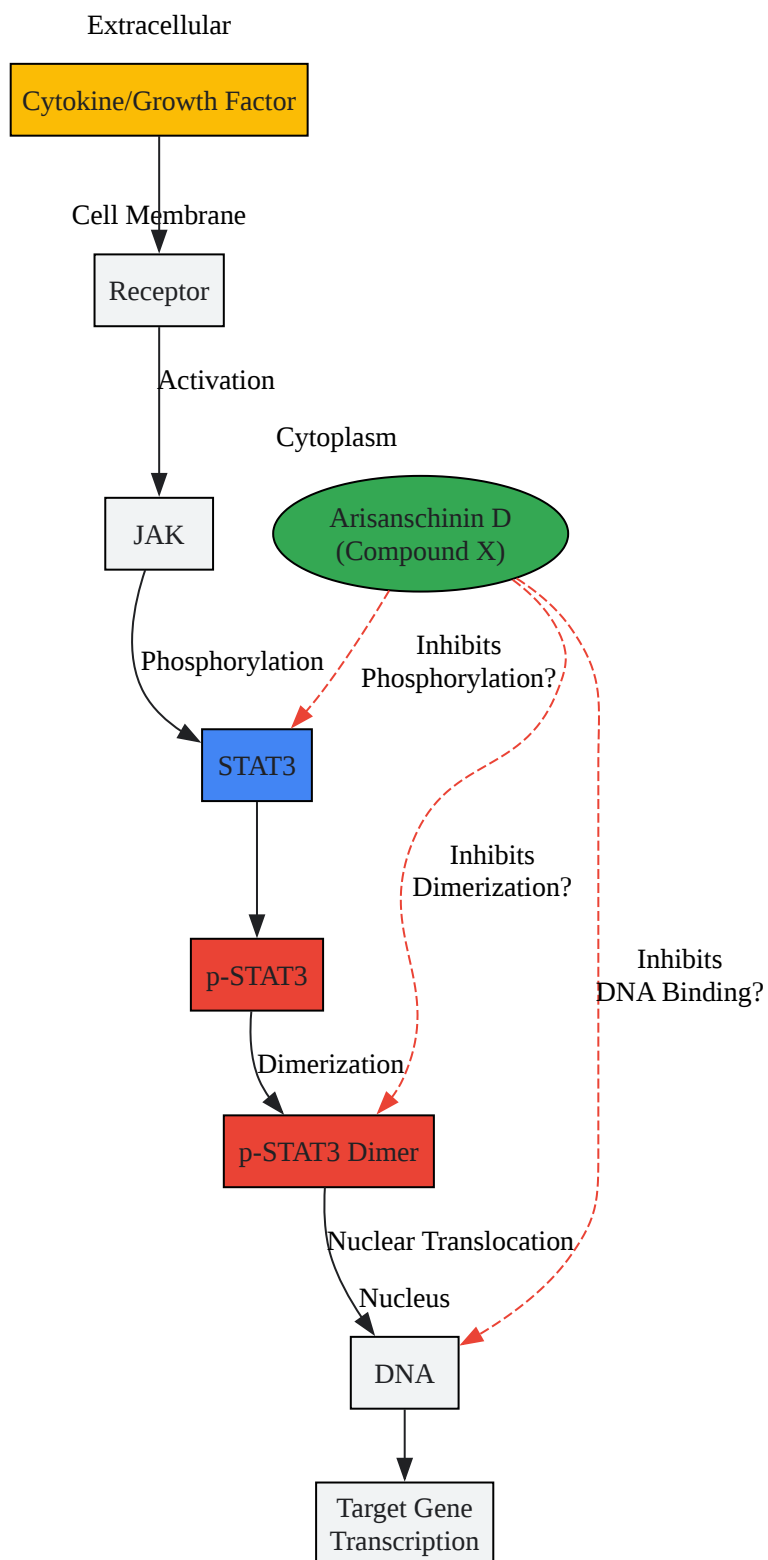 Extracellular
Cytokine/Growth Factor
Cell Membrane
Receptor
Activation
Cytoplasm
Arisanschinin D
(Compound X)
JAK
Inhibits
Phosphorylation?
Phosphorylation
STAT3
Inhibits
Dimerization?
p-STAT3
Inhibits
DNA Binding?
Dimerization
p-STAT3 Dimer
Nuclear Translocation
Nucleus
DNA
Target Gene
Transcription